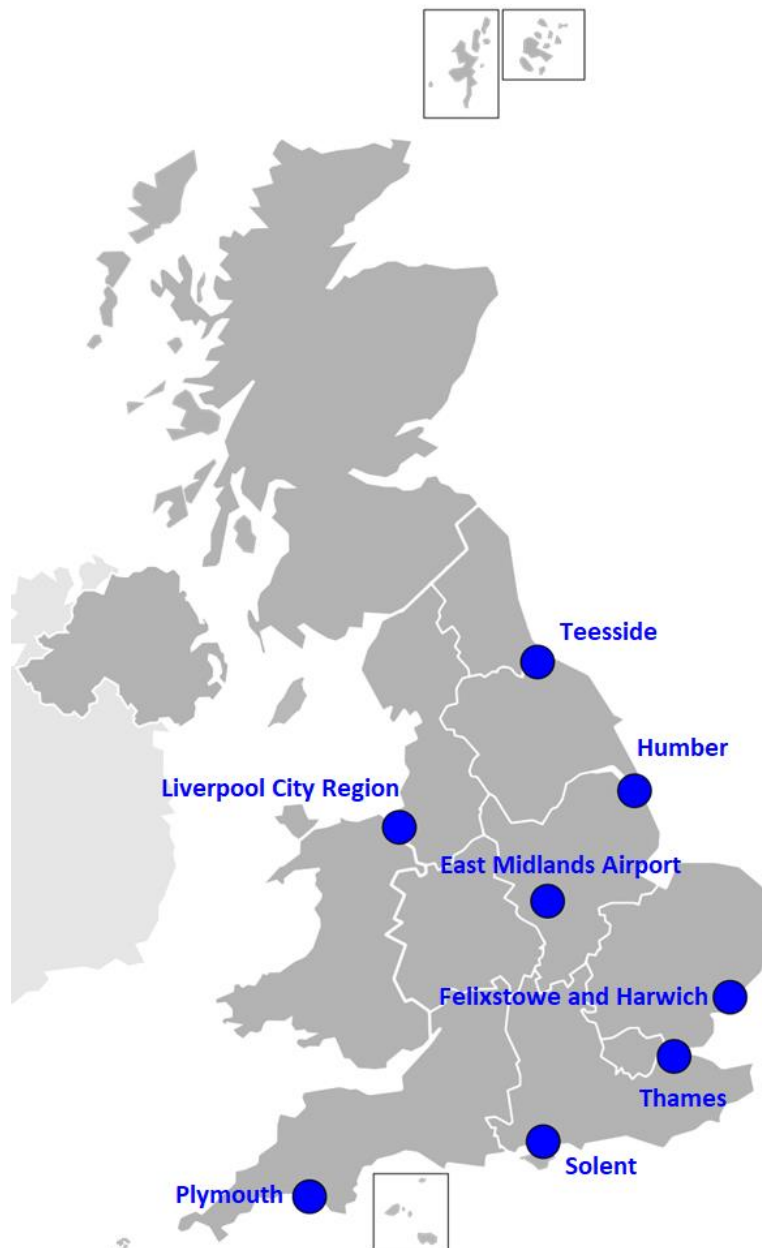 Teesside
Humber
Liverpool City Region
East Midlands Airport
Felixstowe and Harwich
Thames
Solent
Plymouth